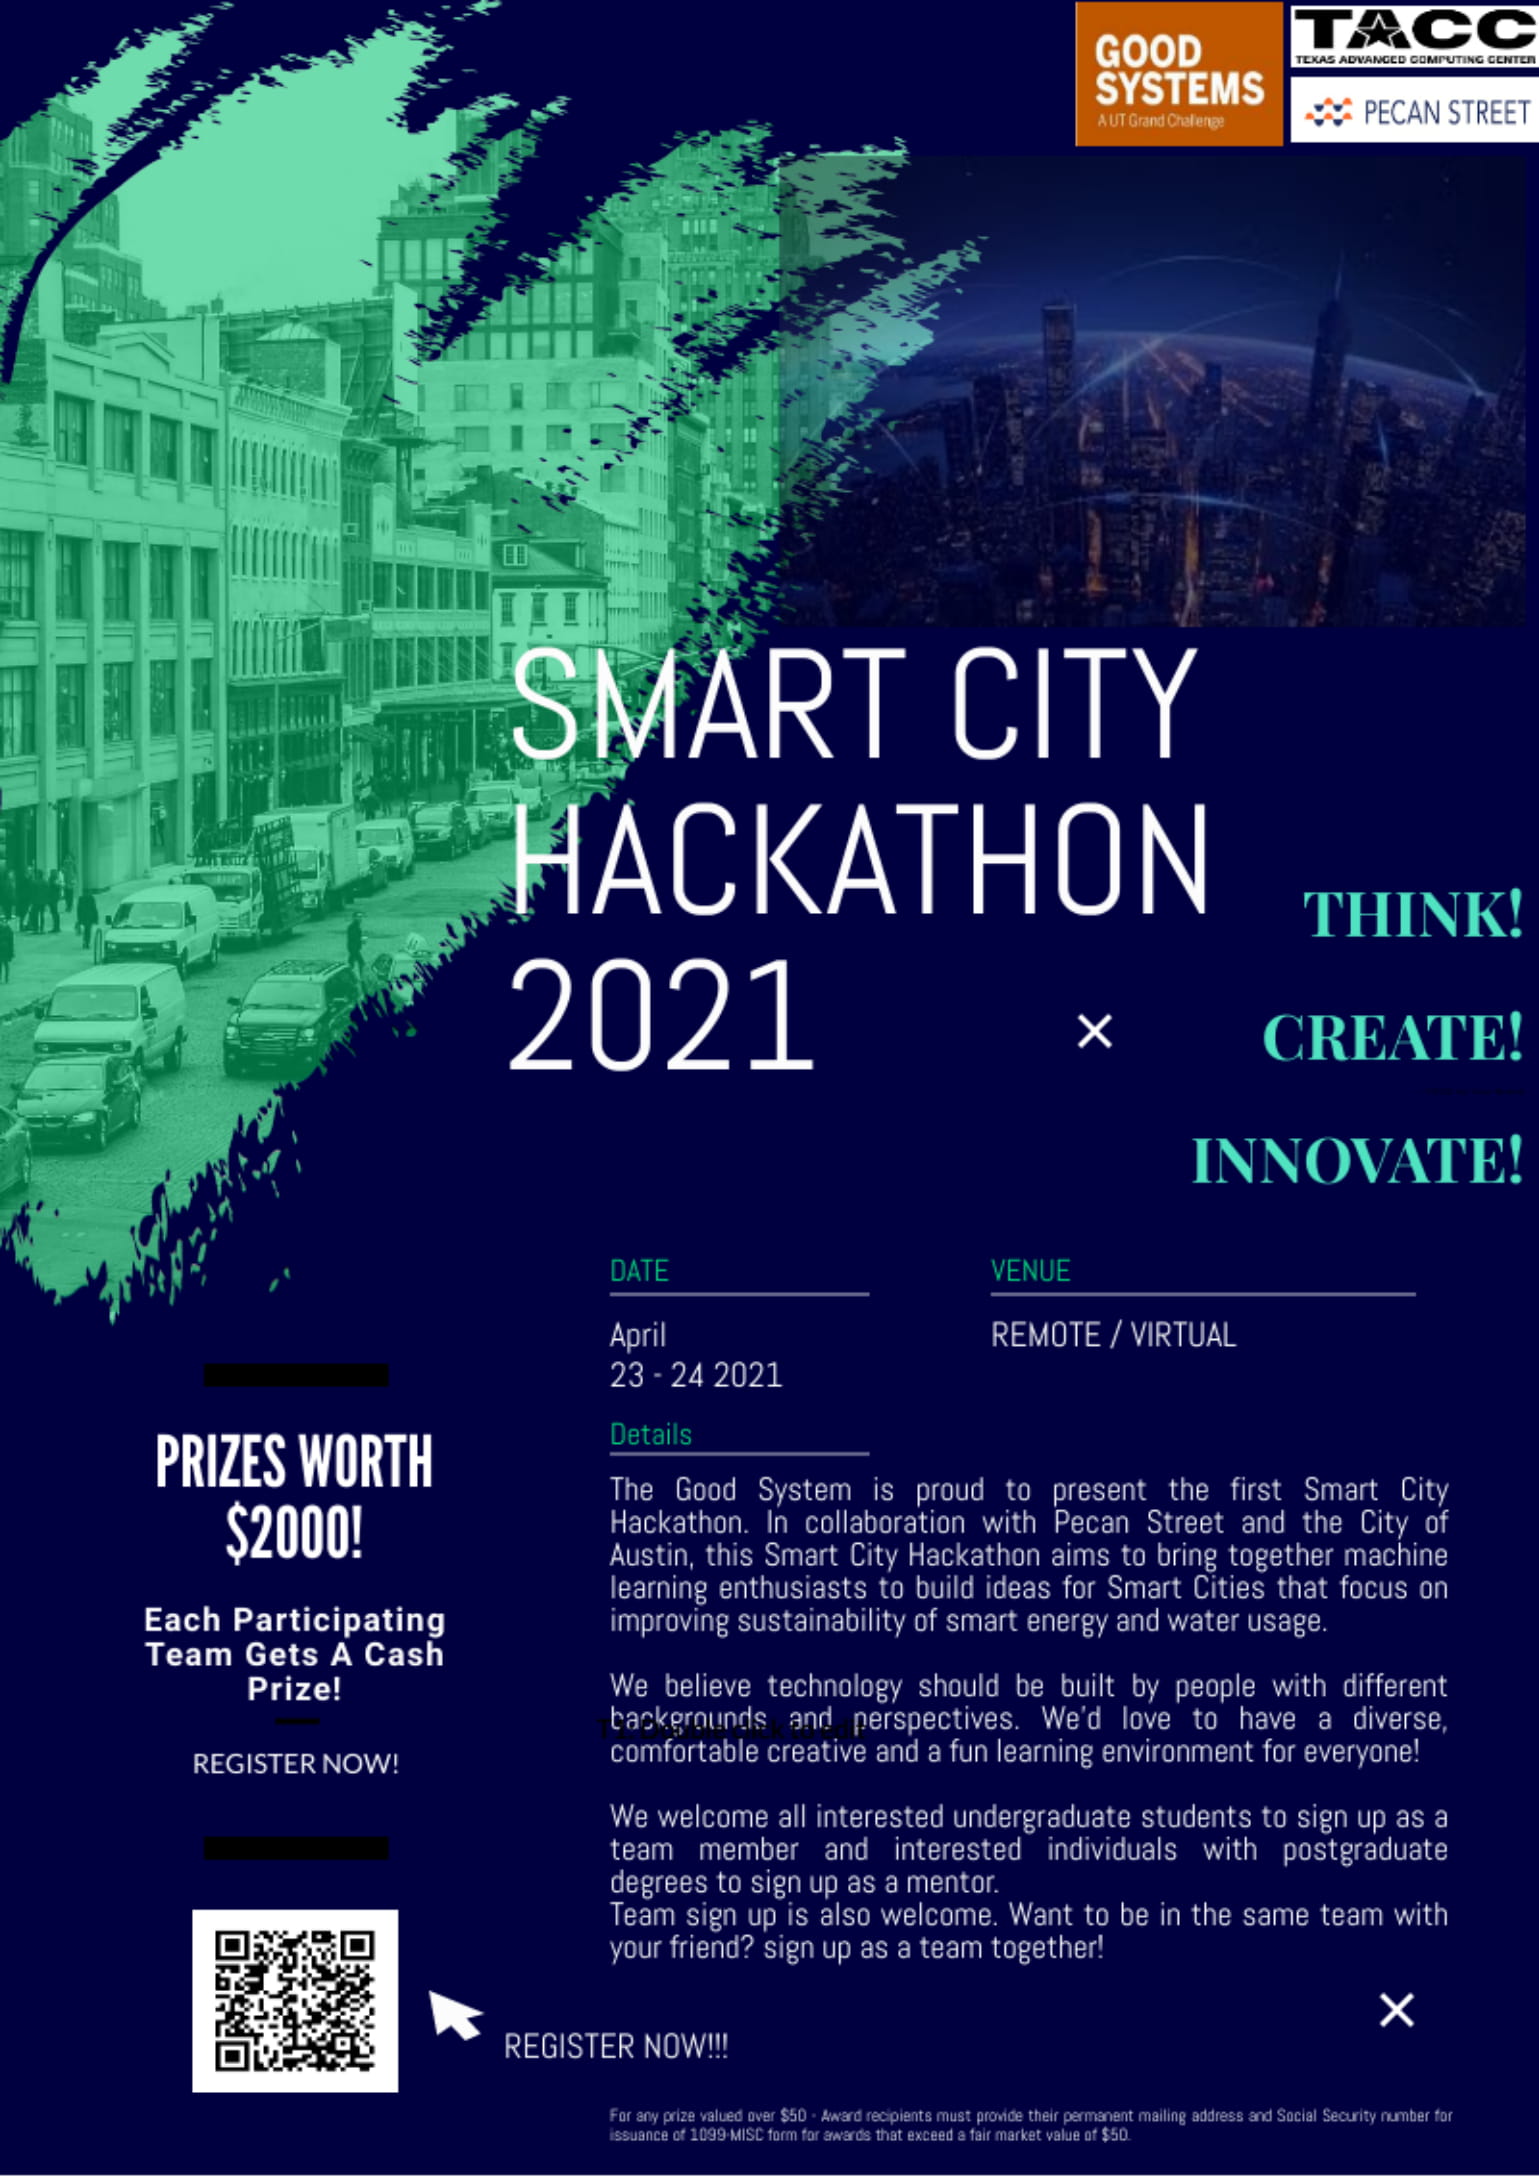 GOOD
SYSTEMS
A UT Grand Challenge
TACC
TEXAS ADVANCED COMPUTING CENTER
PECAN STREET
SMART CITY
HACKATHON
2021
THINK!
CREATE!
INNOVATE!
DATE
April
23 - 24 2021
VENUE
REMOTE / VIRTUAL
Details
The Good System is proud to present the first Smart City
Hackathon. In collaboration with Pecan Street and the City of
Austin, this Smart City Hackathon aims to bring together machine
learning enthusiasts to build ideas for Smart Cities that focus on
improving sustainability of smart energy and water usage.
We believe technology should be built by people with different
backgrounds and perspectives. We'd love to have a diverse,
comfortable creative and a fun learning environment for everyone!
We welcome all interested undergraduate students to sign up as a
team member and interested individuals with postgraduate
degrees to sign up as a mentor.
Team sign up is also welcome. Want to be in the same team with
your friend? sign up as a team together!
PRIZES WORTH
$2000!
Each Participating
Team Gets A Cash
Prize!
REGISTER NOW!
REGISTER NOW!!!
For any prize valued over $50 - Award recipients must provide their permanent mailing address and Social Security number for
issuance of 1099-MISC form for awards that exceed a fair market value of $50.